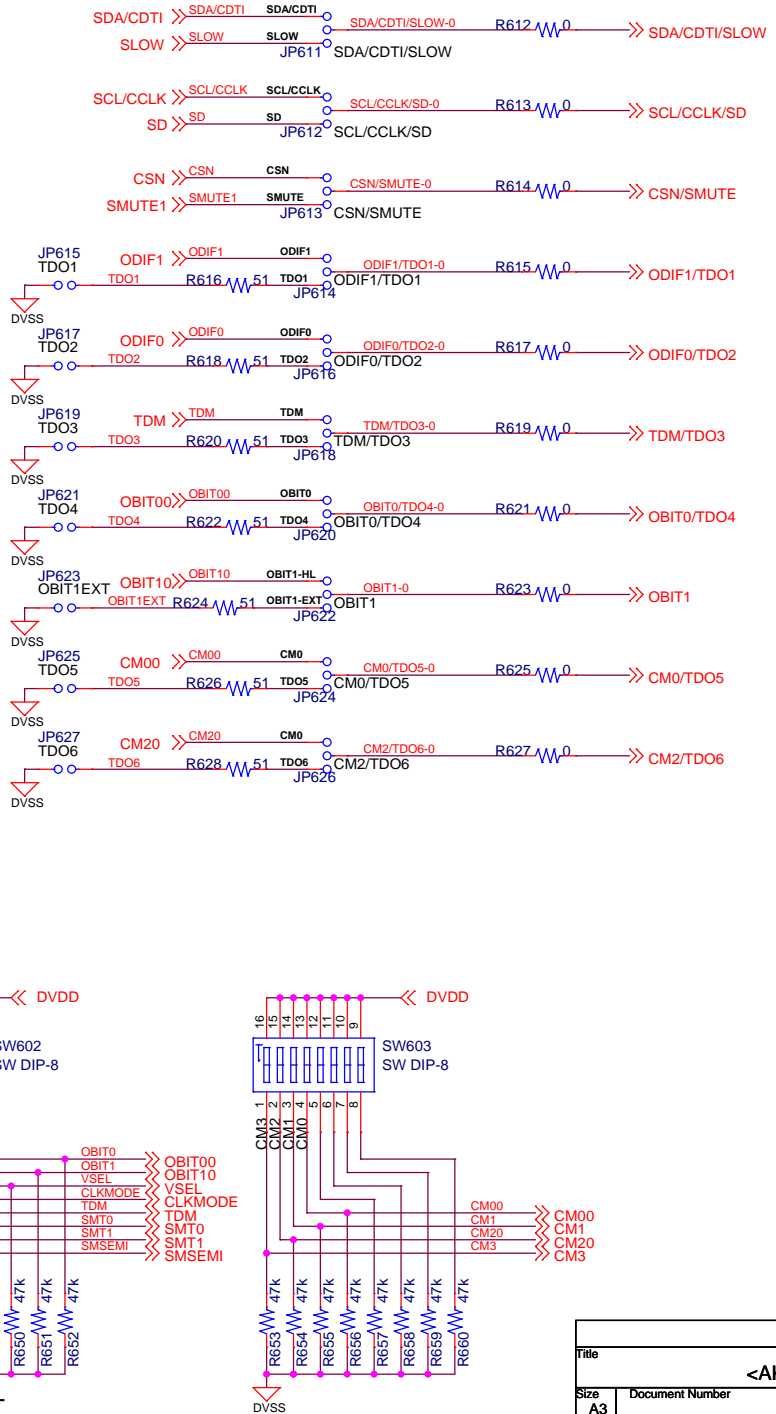 SDA/CDTI SDA/CDTI SDA/CDTI
SDA/CDTI/SLOW-0 R612 0 SDA/CDTI/SLOW
SLOW SLOW SLOW
JP611 SDA/CDTI/SLOW
SCL/CCLK SCL/CCLK SCL/CCLK
SCL/CCLK/SD-0 R613 0 SCL/CCLK/SD
SD SD SD
JP612 SCL/CCLK/SD
CSN CSN CSN
CSN/SMUTE-0 R614 0 CSN/SMUTE
SMUTE1 SMUTE1 SMUTE
JP613 CSN/SMUTE
JP615
TDO1
ODIF1 ODIF1 ODIF1
ODIF1/TDO1-0 R615 0 ODIF1/TDO1
TDO1 R616 51 TDO1 ODIF1/TDO1
JP614
DVSS
JP617
TDO2
ODIF0 ODIF0 ODIF0
ODIF0/TDO2-0 R617 0 ODIF0/TDO2
TDO2 R618 51 TDO2 ODIF0/TDO2
JP616
DVSS
JP619
TDO3
TDM TDM TDM
TDM/TDO3-0 R619 0 TDM/TDO3
TDO3 R620 51 TDO3 TDM/TDO3
JP618
DVSS
JP621
TDO4
OBIT00 OBIT00 OBIT0
OBIT0/TDO4-0 R621 0 OBIT0/TDO4
TDO4 R622 51 TDO4 OBIT0/TDO4
JP620
DVSS
JP623
OBIT1EXT
OBIT10 OBIT10 OBIT1-HL
OBIT1-0 R623 0 OBIT1
OBIT1EXT R624 51 OBIT1-EXT OBIT1
JP622
DVSS
JP625
TDO5
CM00 CM00 CM0
CM0/TDO5-0 R625 0 CM0/TDO5
TDO5 R626 51 TDO5 CM0/TDO5
JP624
DVSS
JP627
TDO6
CM20 CM20 CM0
CM2/TDO6-0 R627 0 CM2/TDO6
TDO6 R628 51 TDO6 CM2/TDO6
JP626
DVSS
DVDD
SW602
SW DIP-8
OBIT0 OBIT00
OBIT1 OBIT10
VSEL VSEL
CLKMODE CLKMODE
TDM TDM
SMT0 SMT0
SMT1 SMT1
SMSEMI SMSEMI
47k 47k 47k
R650 R651 R652
DVDD
16 15 14 13 12 11 10 9
SW603
SW DIP-8
1 2 3 4 5 6 7 8
CM3 CM2 CM1 CM0
CM00 CM00
CM1 CM1
CM20 CM20
CM3 CM3
47k 47k 47k 47k 47k 47k 47k 47k
R653 R654 R655 R656 R657 R658 R659 R660
DVSS
Title
Size Document Number
A3